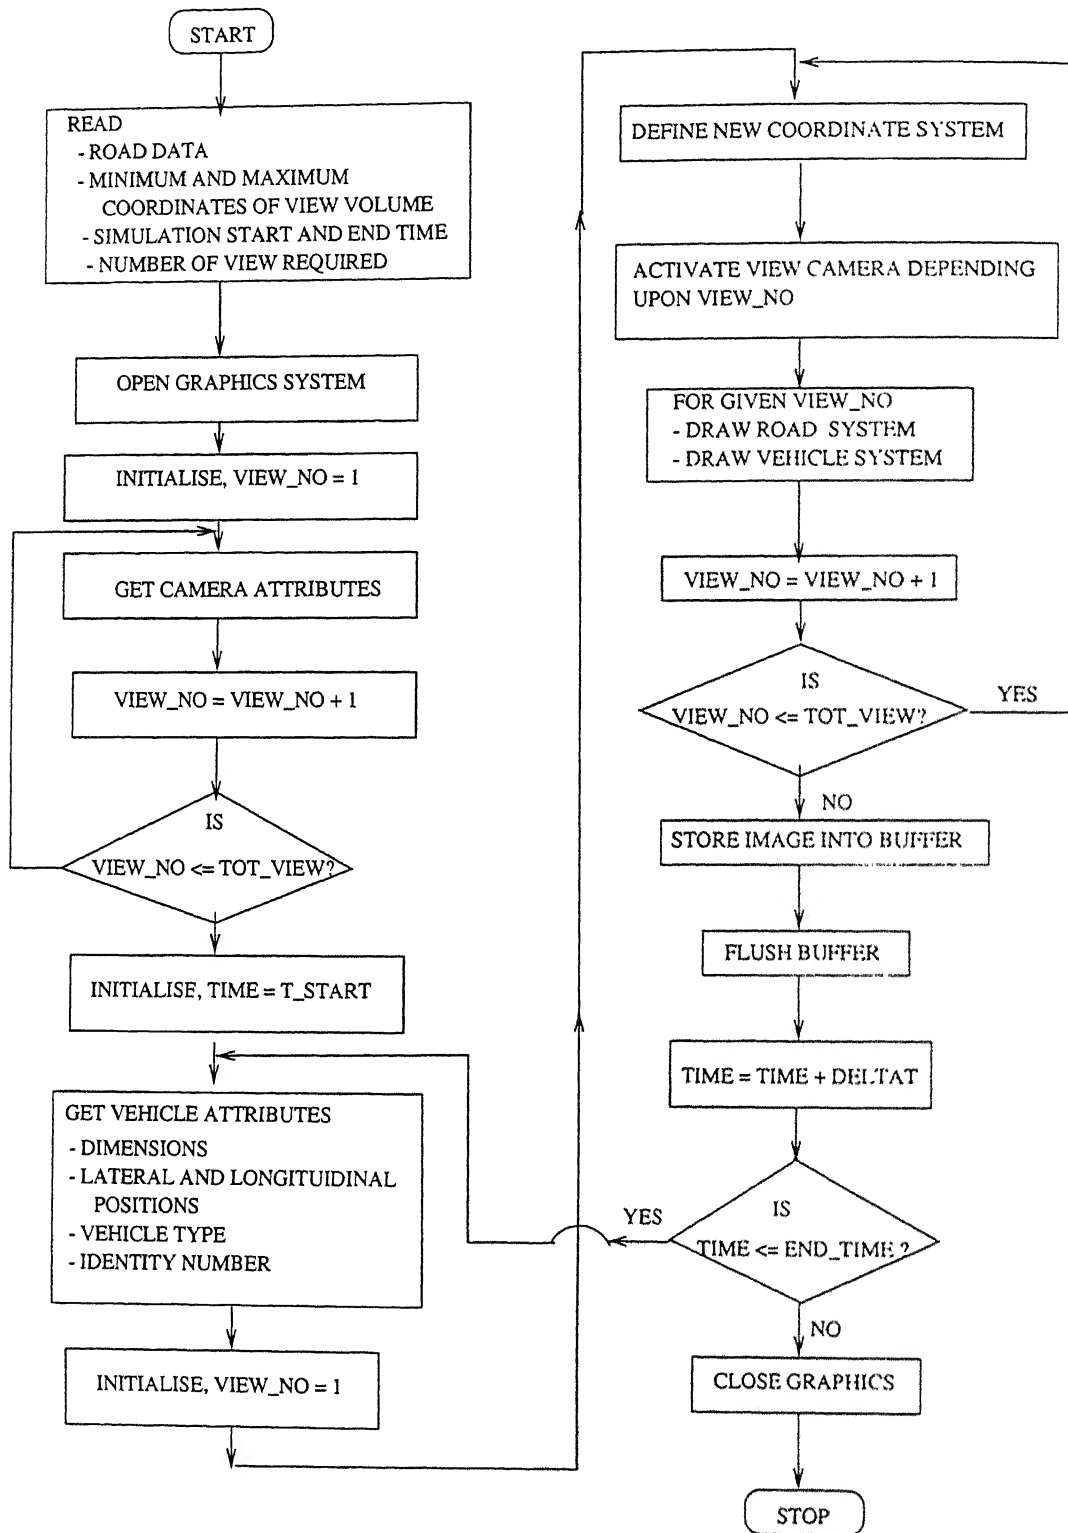 START
READ
- ROAD DATA
- MINIMUM AND MAXIMUM
COORDINATES OF VIEW VOLUME
- SIMULATION START AND END TIME
- NUMBER OF VIEW REQUIRED
OPEN GRAPHICS SYSTEM
INITIALISE, VIEW_NO = 1
GET CAMERA ATTRIBUTES
VIEW_NO = VIEW_NO + 1
IS
VIEW_NO <= TOT_VIEW?
INITIALISE, TIME = T_START
GET VEHICLE ATTRIBUTES
- DIMENSIONS
- LATERAL AND LONGITUIDINAL
POSITIONS
- VEHICLE TYPE
- IDENTITY NUMBER
INITIALISE, VIEW_NO = 1
DEFINE NEW COORDINATE SYSTEM
ACTIVATE VIEW CAMERA DEPENDING
UPON VIEW_NO
FOR GIVEN VIEW_NO
- DRAW ROAD SYSTEM
- DRAW VEHICLE SYSTEM
VIEW_NO = VIEW_NO + 1
IS
VIEW_NO <= TOT_VIEW?
YES
NO
STORE IMAGE INTO BUFFER
FLUSH BUFFER
TIME = TIME + DELTAT
IS
TIME <= END_TIME ?
YES
NO
CLOSE GRAPHICS
STOP